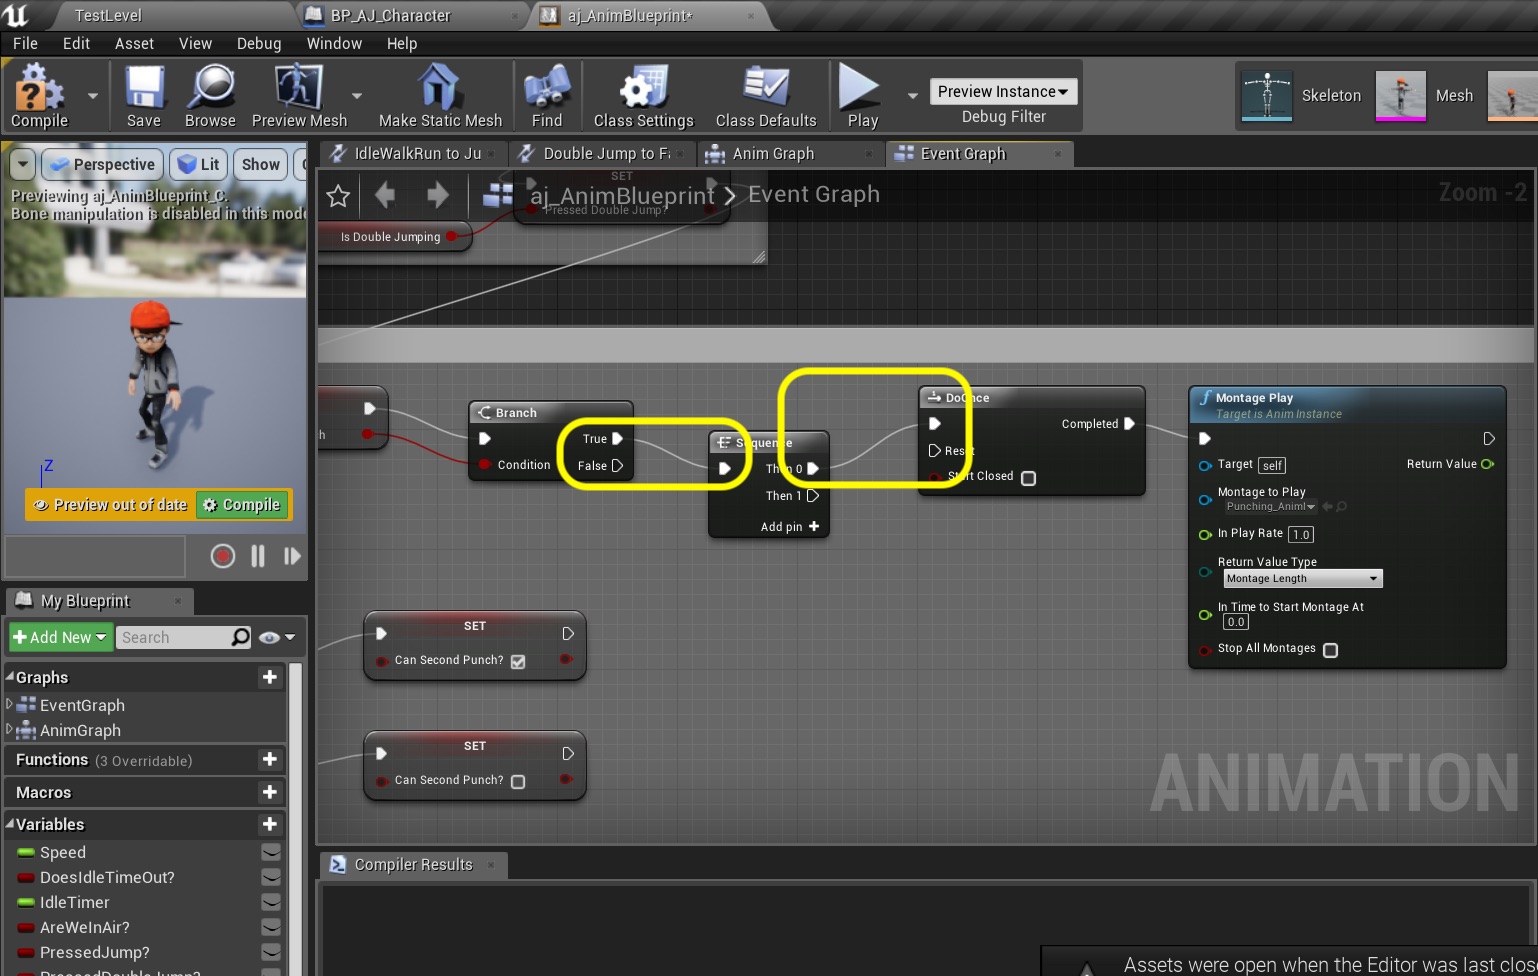 TestLevel
BP_AJ_Character
aj_AnimBlueprint*
File Edit Asset View Debug Window Help
Compile
Save
Browse
Preview Mesh
Make Static Mesh
Find
Class Settings
Class Defaults
Play
Preview Instance
Debug Filter
Skeleton
Mesh
Perspective
Lit
Show
Previewing aj_AnimBlueprint_C.
Bone manipulation is disabled in this mode
IdleWalkRun to Ju
Double Jump to Fa
Anim Graph
Event Graph
aj_AnimBlueprint > Event Graph
Zoom -2
SET
Pressed Double Jump?
Is Double Jumping
Branch
True
False
Condition
Sequence
Then 0
Then 1
Add pin +
DoOnce
Completed
Reset
Start Closed
Montage Play
Target is Anim Instance
Target self
Return Value
Montage to Play
Punching_AnimI
In Play Rate 1.0
Return Value Type
Montage Length
In Time to Start Montage At
0.0
Stop All Montages
Z
Preview out of date
Compile
SET
Can Second Punch?
SET
Can Second Punch?
ANIMATION
My Blueprint
+ Add New
Search
Graphs
EventGraph
AnimGraph
Functions (3 Overridable)
Macros
Variables
Speed
DoesIdleTimeOut?
IdleTimer
AreWeInAir?
PressedJump?
PressedDoubleJump?
Compiler Results
Assets were open when the Editor was last clos